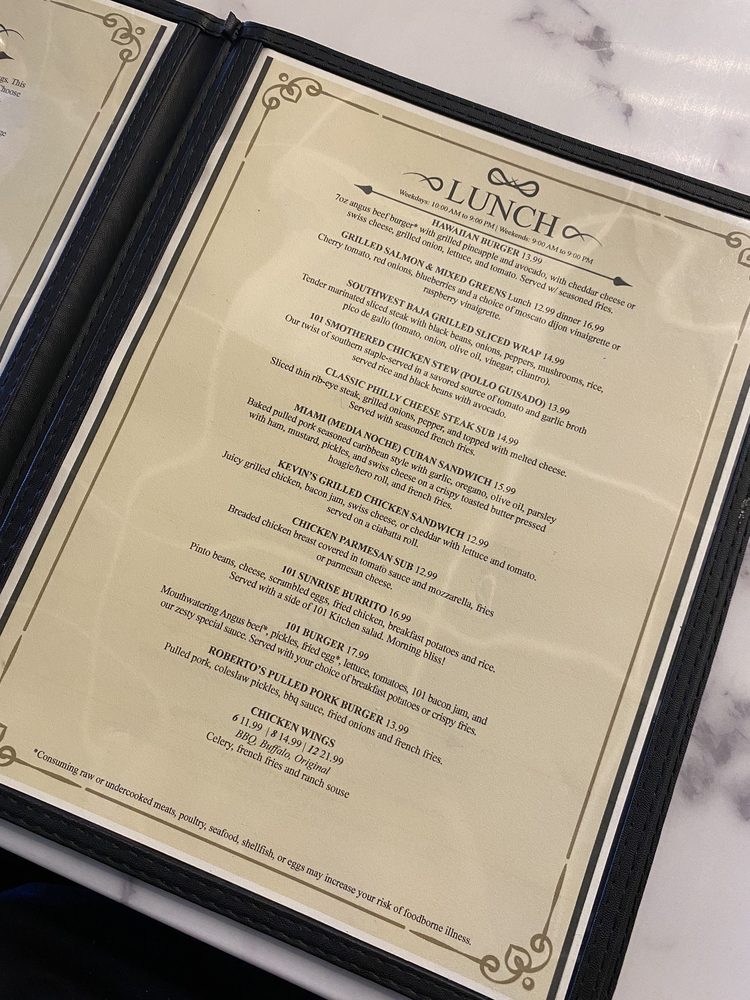 gs. This
Choose
ge
LUNCH
Weekdays: 10:00 AM to 9:00 PM | Weekends: 9:00 AM to 9:00 PM
HAWAIIAN BURGER 13.99
7oz angus beef burger* with grilled pineapple and avocado, with cheddar cheese or
swiss cheese, grilled onion, lettuce, and tomato. Served w/ seasoned fries.
GRILLED SALMON & MIXED GREENS Lunch 12.99 dinner 16.99
Cherry tomato, red onions, blueberries and a choice of moscato dijon vinaigrette or
raspberry vinaigrette.
SOUTHWEST BAJA GRILLED SLICED WRAP 14.99
Tender marinated sliced steak with black beans, onions, peppers, mushrooms, rice,
pico de gallo (tomato, onion, olive oil, vinegar, cilantro).
101 SMOTHERED CHICKEN STEW (POLLO GUISADO) 13.99
Our twist of southern staple-served in a savored source of tomato and garlic broth
served rice and black beans with avocado.
CLASSIC PHILLY CHEESE STEAK SUB 14.99
Sliced thin rib-eye steak, grilled onions, pepper, and topped with melted cheese.
Served with seasoned french fries.
MIAMI (MEDIA NOCHE) CUBAN SANDWICH 15.99
Baked pulled pork seasoned caribbean style with garlic, oregano, olive oil, parsley
with ham, mustard, pickles, and swiss cheese on a crispy toasted butter pressed
hoagie/hero roll, and french fries.
KEVIN'S GRILLED CHICKEN SANDWICH 12.99
Juicy grilled chicken, bacon jam, swiss cheese, or cheddar with lettuce and tomato.
served on a ciabatta roll.
CHICKEN PARMESAN SUB 12.99
Breaded chicken breast covered in tomato sauce and mozzarella, fries
or parmesan cheese.
101 SUNRISE BURRITO 16.99
Pinto beans, cheese, scrambled eggs, fried chicken, breakfast potatoes and rice.
Served with a side of 101 Kitchen salad. Morning bliss!
101 BURGER 17.99
Mouthwatering Angus beef*, pickles, fried egg*, lettuce, tomatoes, 101 bacon jam, and
our zesty special sauce. Served with your choice of breakfast potatoes or crispy fries.
ROBERTO'S PULLED PORK BURGER 13.99
Pulled pork, coleslaw pickles, bbq sauce, fried onions and french fries.
CHICKEN WINGS
6 11.99 | 8 14.99 | 12 21.99
BBQ, Buffalo, Original
Celery, french fries and ranch souse
*Consuming raw or undercooked meats, poultry, seafood, shellfish, or eggs may increase your risk of foodborne illness.